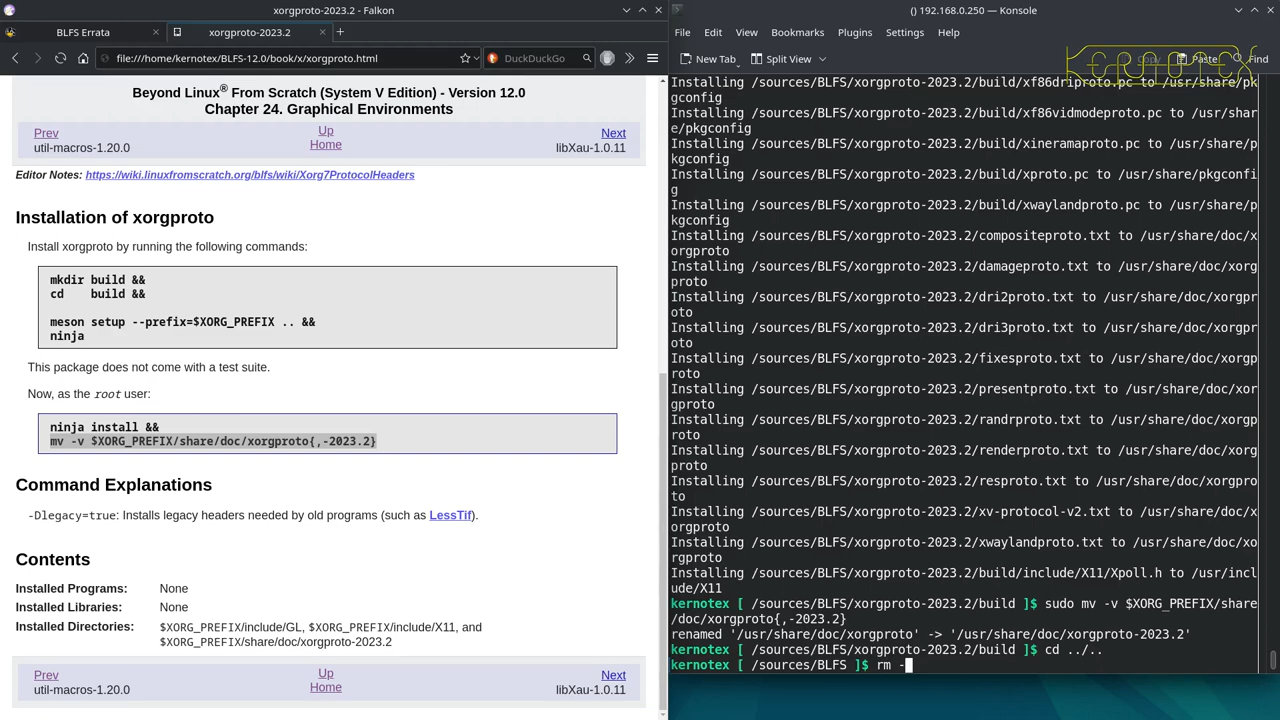 xorgproto-2023.2 - Falkon
BLFS Errata
xorgproto-2023.2
file:///home/kernotex/BLFS-12.0/book/x/xorgproto.html
DuckDuckGo
Beyond Linux® From Scratch (System V Edition) - Version 12.0
Chapter 24. Graphical Environments
Prev
Up
Next
util-macros-1.20.0
Home
libXau-1.0.11
Editor Notes: https://wiki.linuxfromscratch.org/blfs/wiki/Xorg7ProtocolHeaders
Installation of xorgproto
Install xorgproto by running the following commands:
mkdir build &&
cd    build &&
meson setup --prefix=$XORG_PREFIX .. &&
ninja
This package does not come with a test suite.
Now, as the root user:
ninja install &&
mv -v $XORG_PREFIX/share/doc/xorgproto{,-2023.2}
Command Explanations
-Dlegacy=true: Installs legacy headers needed by old programs (such as LessTif).
Contents
Installed Programs: None
Installed Libraries: None
Installed Directories: $XORG_PREFIX/include/GL, $XORG_PREFIX/include/X11, and
$XORG_PREFIX/share/doc/xorgproto-2023.2
Prev
Up
Next
util-macros-1.20.0
Home
libXau-1.0.11
() 192.168.0.250 — Konsole
File Edit View Bookmarks Plugins Settings Help
New Tab Split View Copy Paste Find
KERNOTEX
Installing /sources/BLFS/xorgproto-2023.2/build/xf86driproto.pc to /usr/share/pk
gconfig
Installing /sources/BLFS/xorgproto-2023.2/build/xf86vidmodeproto.pc to /usr/shar
e/pkgconfig
Installing /sources/BLFS/xorgproto-2023.2/build/xineramaproto.pc to /usr/share/p
kgconfig
Installing /sources/BLFS/xorgproto-2023.2/build/xproto.pc to /usr/share/pkgconfi
g
Installing /sources/BLFS/xorgproto-2023.2/build/xwaylandproto.pc to /usr/share/p
kgconfig
Installing /sources/BLFS/xorgproto-2023.2/compositeproto.txt to /usr/share/doc/x
orgproto
Installing /sources/BLFS/xorgproto-2023.2/damageproto.txt to /usr/share/doc/xorg
proto
Installing /sources/BLFS/xorgproto-2023.2/dri2proto.txt to /usr/share/doc/xorgpr
oto
Installing /sources/BLFS/xorgproto-2023.2/dri3proto.txt to /usr/share/doc/xorgpr
oto
Installing /sources/BLFS/xorgproto-2023.2/fixesproto.txt to /usr/share/doc/xorgp
roto
Installing /sources/BLFS/xorgproto-2023.2/presentproto.txt to /usr/share/doc/xor
gproto
Installing /sources/BLFS/xorgproto-2023.2/randrproto.txt to /usr/share/doc/xorgp
roto
Installing /sources/BLFS/xorgproto-2023.2/renderproto.txt to /usr/share/doc/xorg
proto
Installing /sources/BLFS/xorgproto-2023.2/resproto.txt to /usr/share/doc/xorgpro
to
Installing /sources/BLFS/xorgproto-2023.2/xv-protocol-v2.txt to /usr/share/doc/x
orgproto
Installing /sources/BLFS/xorgproto-2023.2/xwaylandproto.txt to /usr/share/doc/xo
rgproto
Installing /sources/BLFS/xorgproto-2023.2/build/include/X11/Xpoll.h to /usr/incl
ude/X11
kernotex [ /sources/BLFS/xorgproto-2023.2/build ]$ sudo mv -v $XORG_PREFIX/share
/doc/xorgproto{,-2023.2}
renamed '/usr/share/doc/xorgproto' -> '/usr/share/doc/xorgproto-2023.2'
kernotex [ /sources/BLFS/xorgproto-2023.2/build ]$ cd ../..
kernotex [ /sources/BLFS ]$ rm -